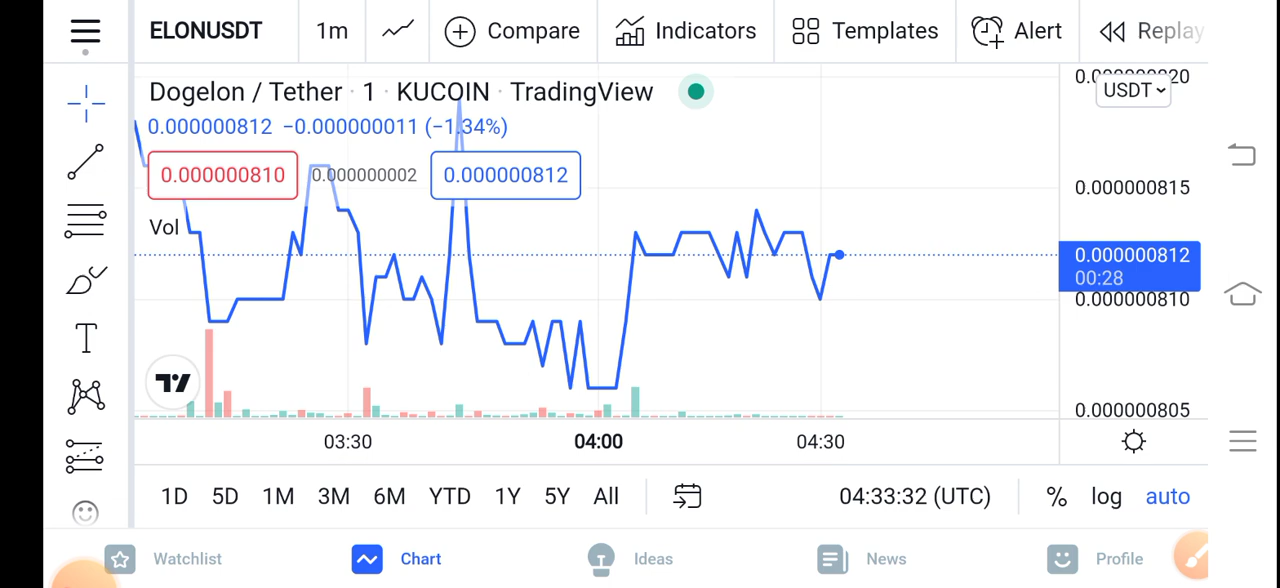 ELONUSDT 1m Compare Indicators Templates Alert Replay
Dogelon / Tether · 1 · KUCOIN · TradingView
0.000000812 −0.000000011 (−1.34%)
0.000000810 0.000000002 0.000000812
Vol
USDT
0.000000815
0.000000812
00:28
0.000000810
0.000000805
03:30 04:00 04:30
1D 5D 1M 3M 6M YTD 1Y 5Y All 04:33:32 (UTC) % log auto
Watchlist Chart Ideas News Profile